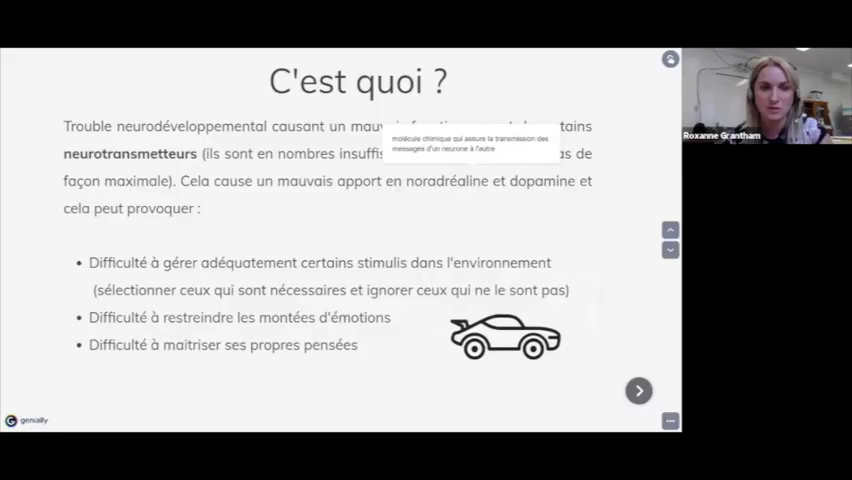 C'est quoi ?
Trouble neurodéveloppemental causant un mauv tains
molécule chimique qui assure la transmission des
messages d'un neurone à l'autre
neurotransmetteurs (ils sont en nombres insuffis as de
façon maximale). Cela cause un mauvais apport en noradréaline et dopamine et
cela peut provoquer :
• Difficulté à gérer adéquatement certains stimulis dans l'environnement
(sélectionner ceux qui sont nécessaires et ignorer ceux qui ne le sont pas)
• Difficulté à restreindre les montées d'émotions
• Difficulté à maitriser ses propres pensées
genially
Roxanne Grantham